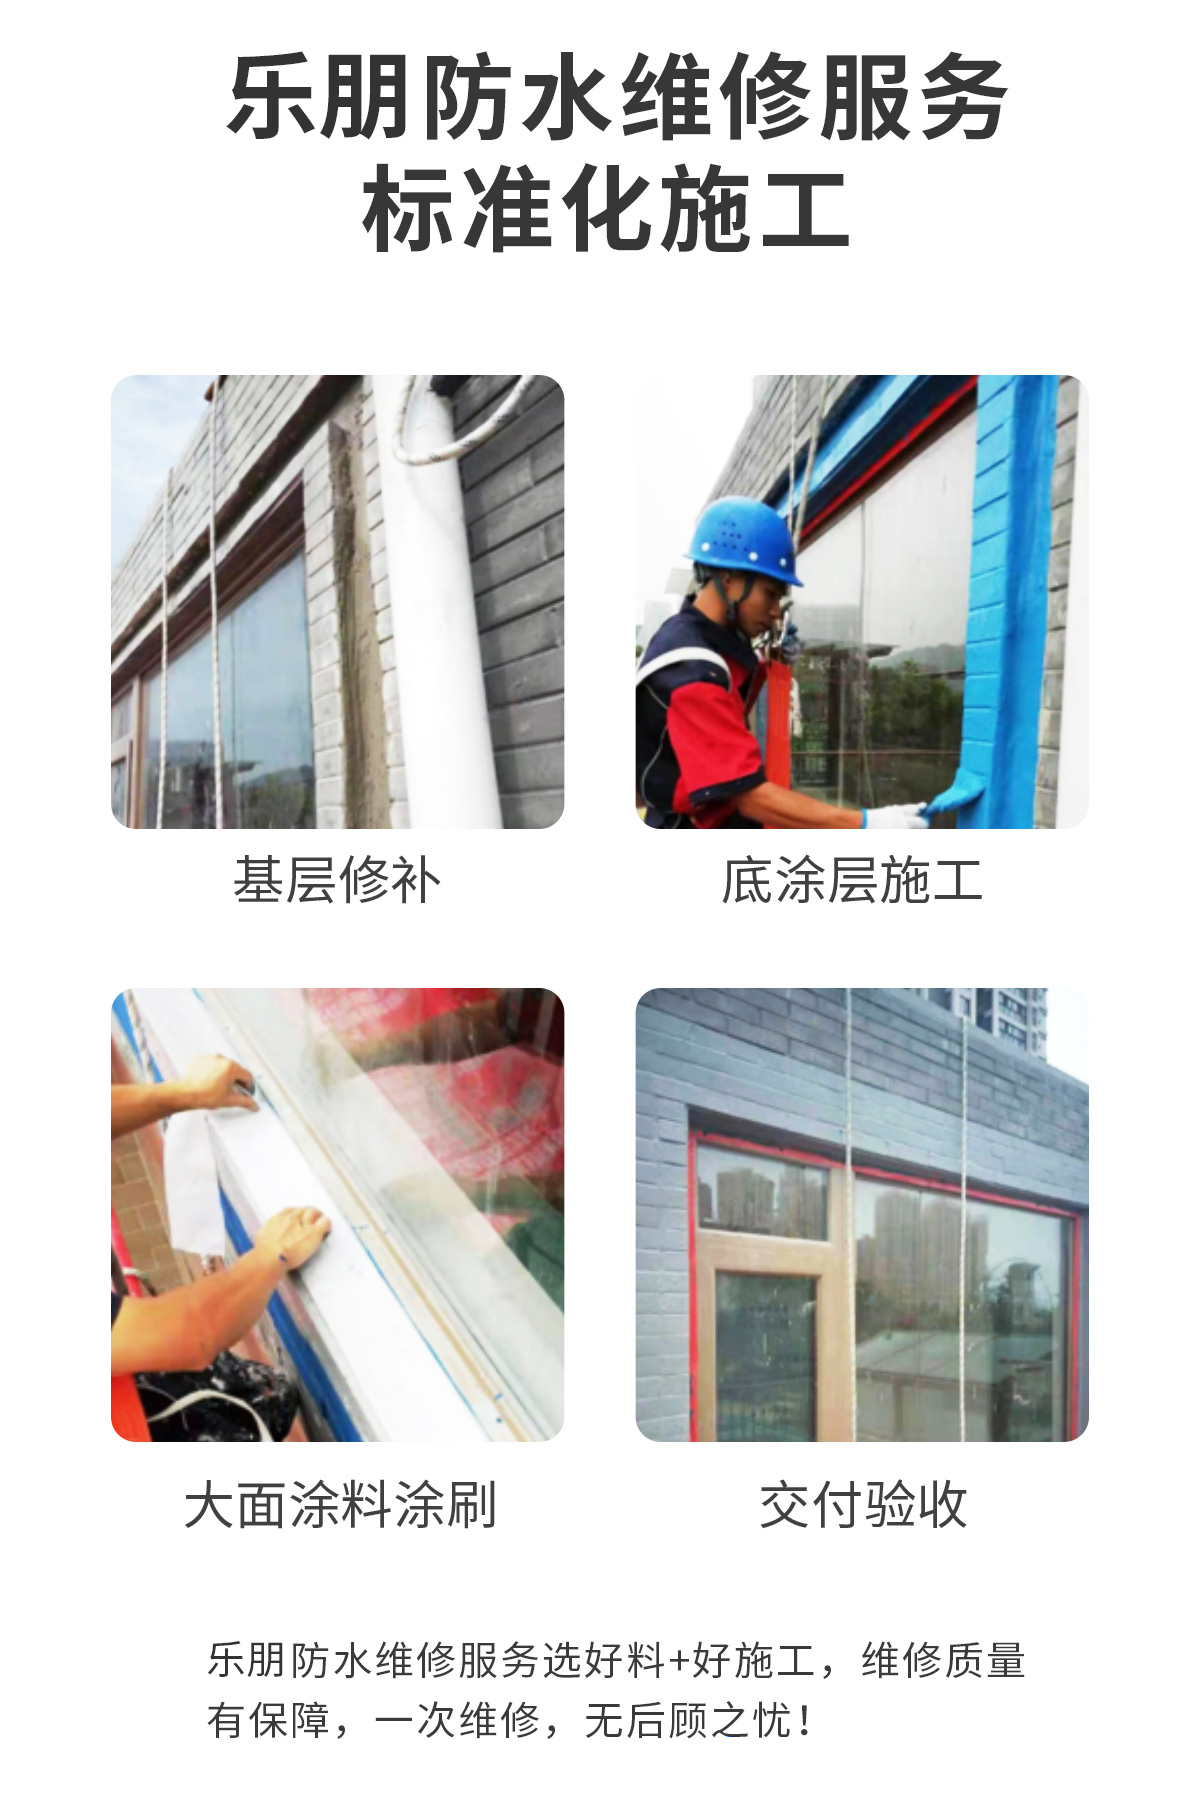 乐朋防水维修服务
标准化施工
基层修补
底涂层施工
大面涂料涂刷
交付验收
乐朋防水维修服务选好料+好施工，维修质量
有保障，一次维修，无后顾之忧！